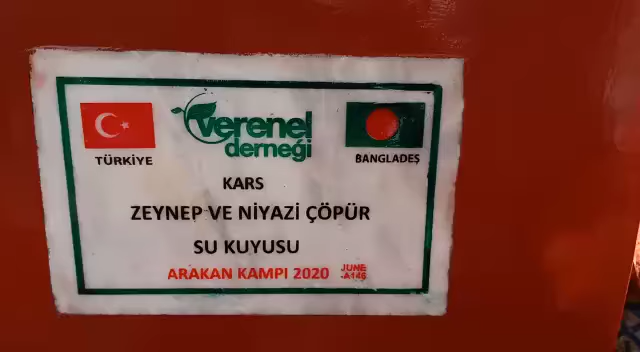 verenel
derneği
TÜRKİYE
BANGLADEŞ
KARS
ZEYNEP VE NİYAZİ ÇÖPÜR
SU KUYUSU
ARAKAN KAMPI 2020
JUNE
-A146